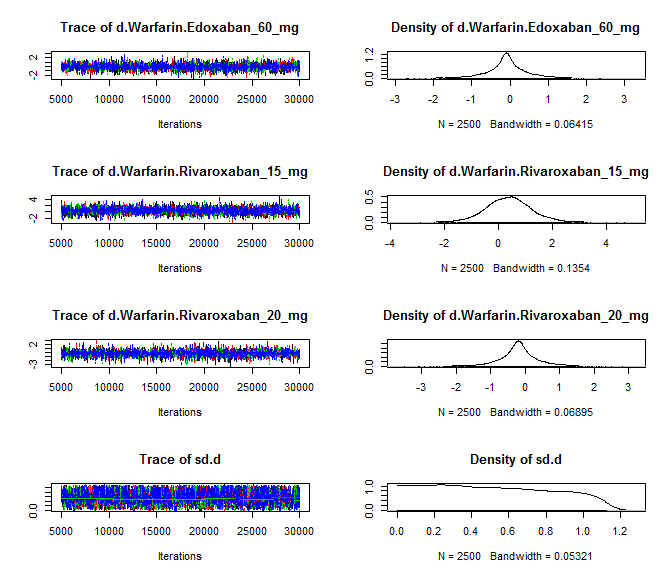 Trace of d.Warfarin.Edoxaban_60_mg
2
-2
5000 10000 15000 20000 25000 30000
Iterations
Density of d.Warfarin.Edoxaban_60_mg
1.2
0.0
-3 -2 -1 0 1 2 3
N = 2500 Bandwidth = 0.06415
Trace of d.Warfarin.Rivaroxaban_15_mg
4
-2
5000 10000 15000 20000 25000 30000
Iterations
Density of d.Warfarin.Rivaroxaban_15_mg
0.5
0.0
-4 -2 0 2 4
N = 2500 Bandwidth = 0.1354
Trace of d.Warfarin.Rivaroxaban_20_mg
2
-3
5000 10000 15000 20000 25000 30000
Iterations
Density of d.Warfarin.Rivaroxaban_20_mg
0.0
-3 -2 -1 0 1 2 3
N = 2500 Bandwidth = 0.06895
Trace of sd.d
0.0
5000 10000 15000 20000 25000 30000
Iterations
Density of sd.d
1.0
0.0
0.0 0.2 0.4 0.6 0.8 1.0 1.2
N = 2500 Bandwidth = 0.05321